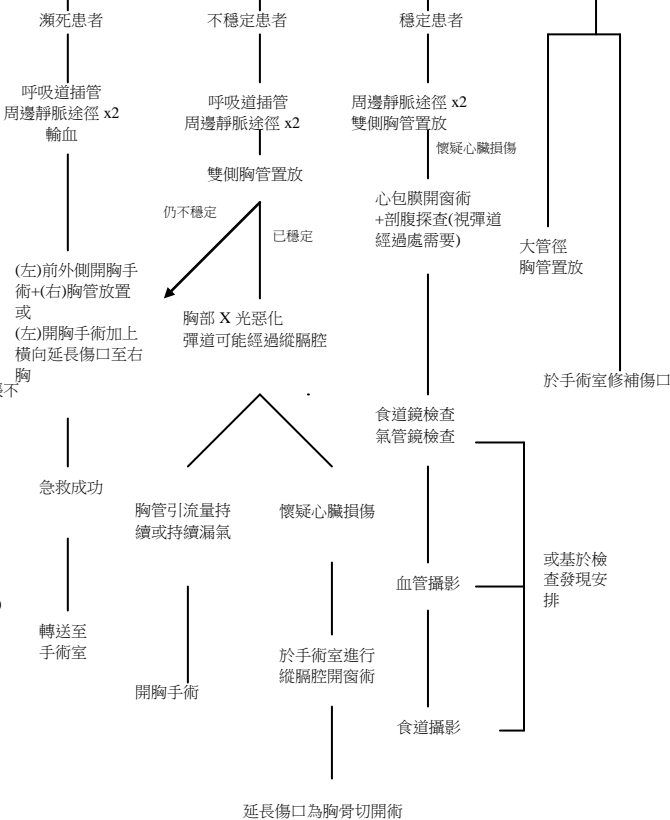 瀕死患者
不穩定患者
穩定患者
呼吸道插管
周邊靜脈途徑 x2
輸血
呼吸道插管
周邊靜脈途徑 x2
周邊靜脈途徑 x2
雙側胸管置放
懷疑心臟損傷
雙側胸管置放
心包膜開窗術
+剖腹探查(視彈道
經過處需要)
仍不穩定
已穩定
大管徑
胸管置放
(左)前外側開胸手
術+(右)胸管放置
或
(左)開胸手術加上
橫向延長傷口至右
胸
胸部 X 光惡化
彈道可能經過縱膈腔
於手術室修補傷口
不
食道鏡檢查
氣管鏡檢查
急救成功
胸管引流量持
續或持續漏氣
懷疑心臟損傷
血管攝影
或基於檢
查發現安
排
)
轉送至
手術室
於手術室進行
縱膈腔開窗術
開胸手術
食道攝影
延長傷口為胸骨切開術